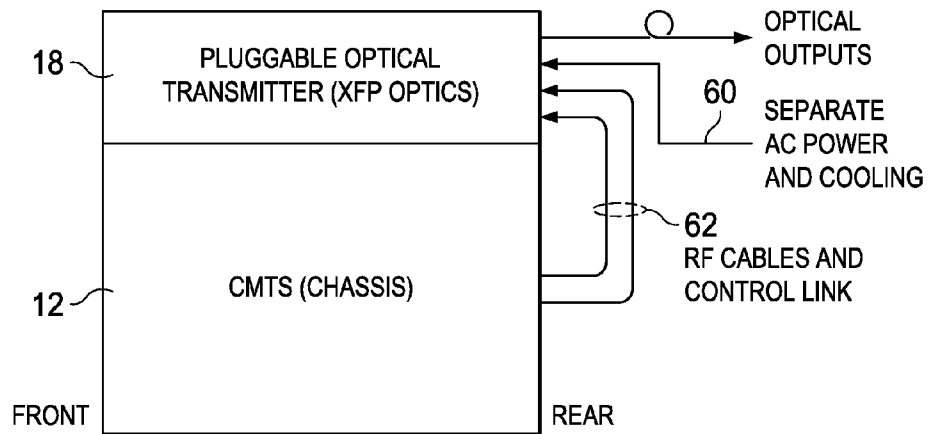 18
PLUGGABLE OPTICAL
TRANSMITTER (XFP OPTICS)
OPTICAL
OUTPUTS
60
SEPARATE
AC POWER
AND COOLING
62
RF CABLES AND
CONTROL LINK
12
CMTS (CHASSIS)
FRONT
REAR